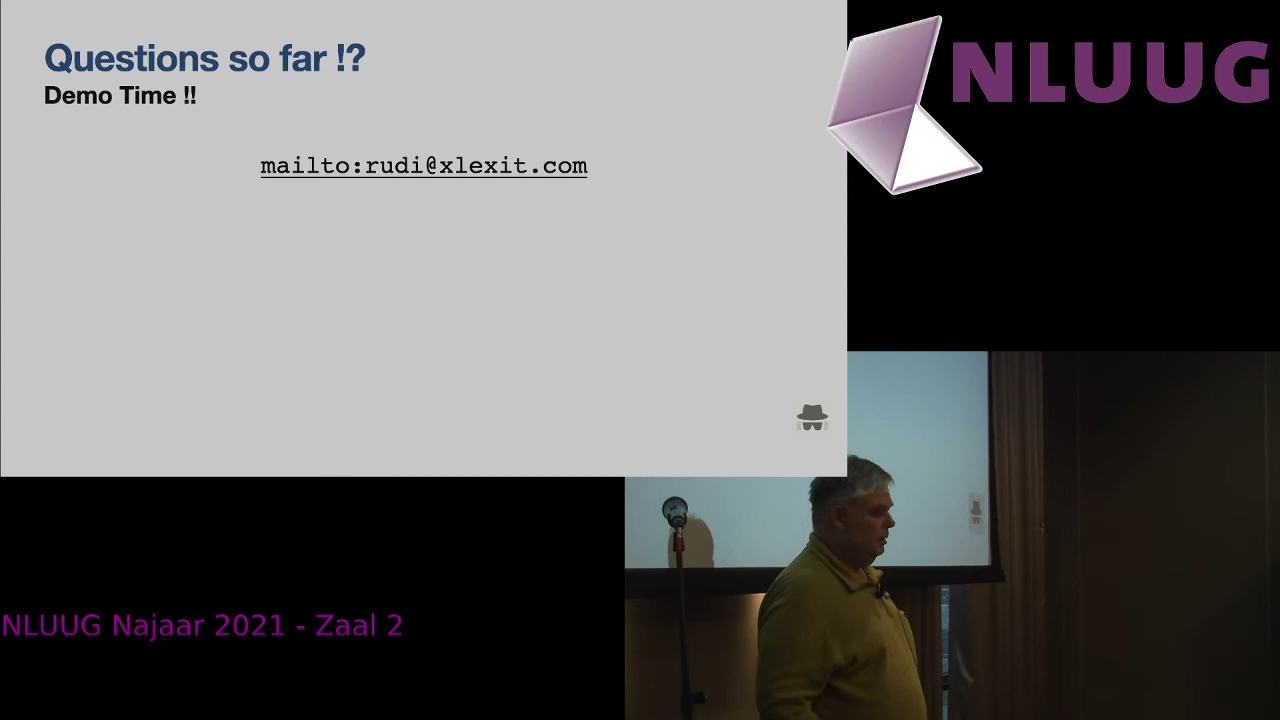 Questions so far !?
Demo Time !!
mailto:rudi@xlexit.com
NLUUG
NLUUG Najaar 2021 - Zaal 2